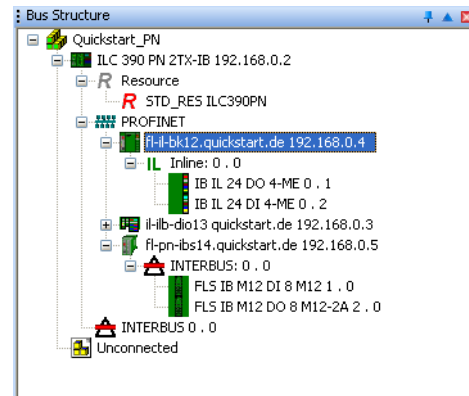 Bus Structure
Quickstart_PN
ILC 390 PN 2TX-IB 192.168.0.2
R Resource
R STD_RES ILC390PN
PROFINET
fl-il-bk12.quickstart.de 192.168.0.4
IL Inline: 0 . 0
IB IL 24 DO 4-ME 0 . 1
IB IL 24 DI 4-ME 0 . 2
il-ilb-dio13 quickstart.de 192.168.0.3
fl-pn-ibs14.quickstart.de 192.168.0.5
INTERBUS: 0 . 0
FLS IB M12 DI 8 M12 1 . 0
FLS IB M12 DO 8 M12-2A 2 . 0
INTERBUS 0 . 0
Unconnected